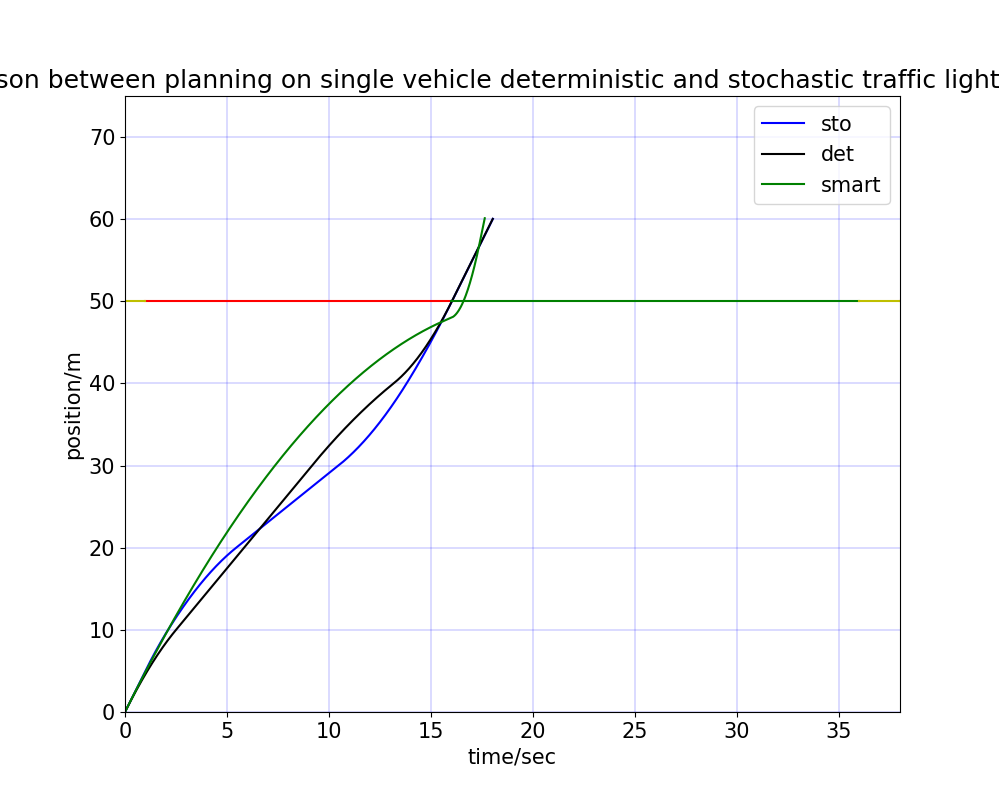 son between planning on single vehicle deterministic and stochastic traffic light
sto
det
smart
70
60
50
40
30
20
10
0
position/m
0 5 10 15 20 25 30 35
time/sec